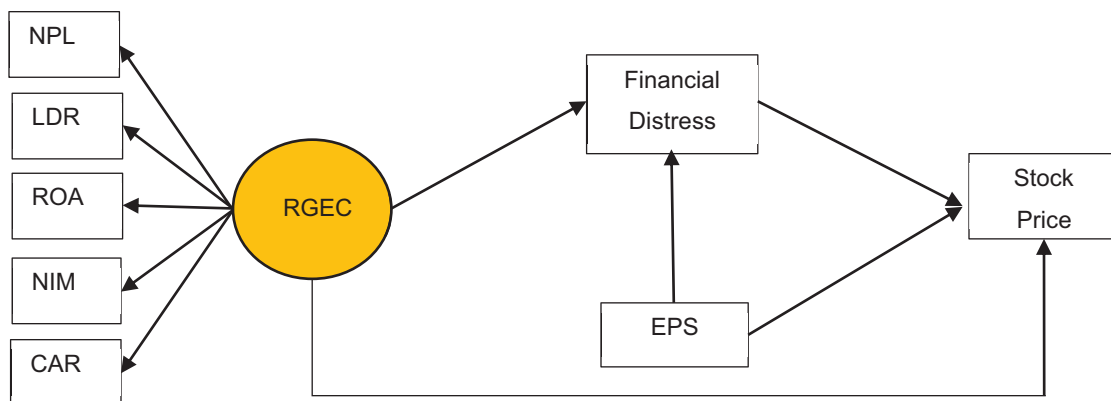 NPL
LDR
ROA
NIM
CAR
RGEC
Financial
Distress
EPS
Stock
Price